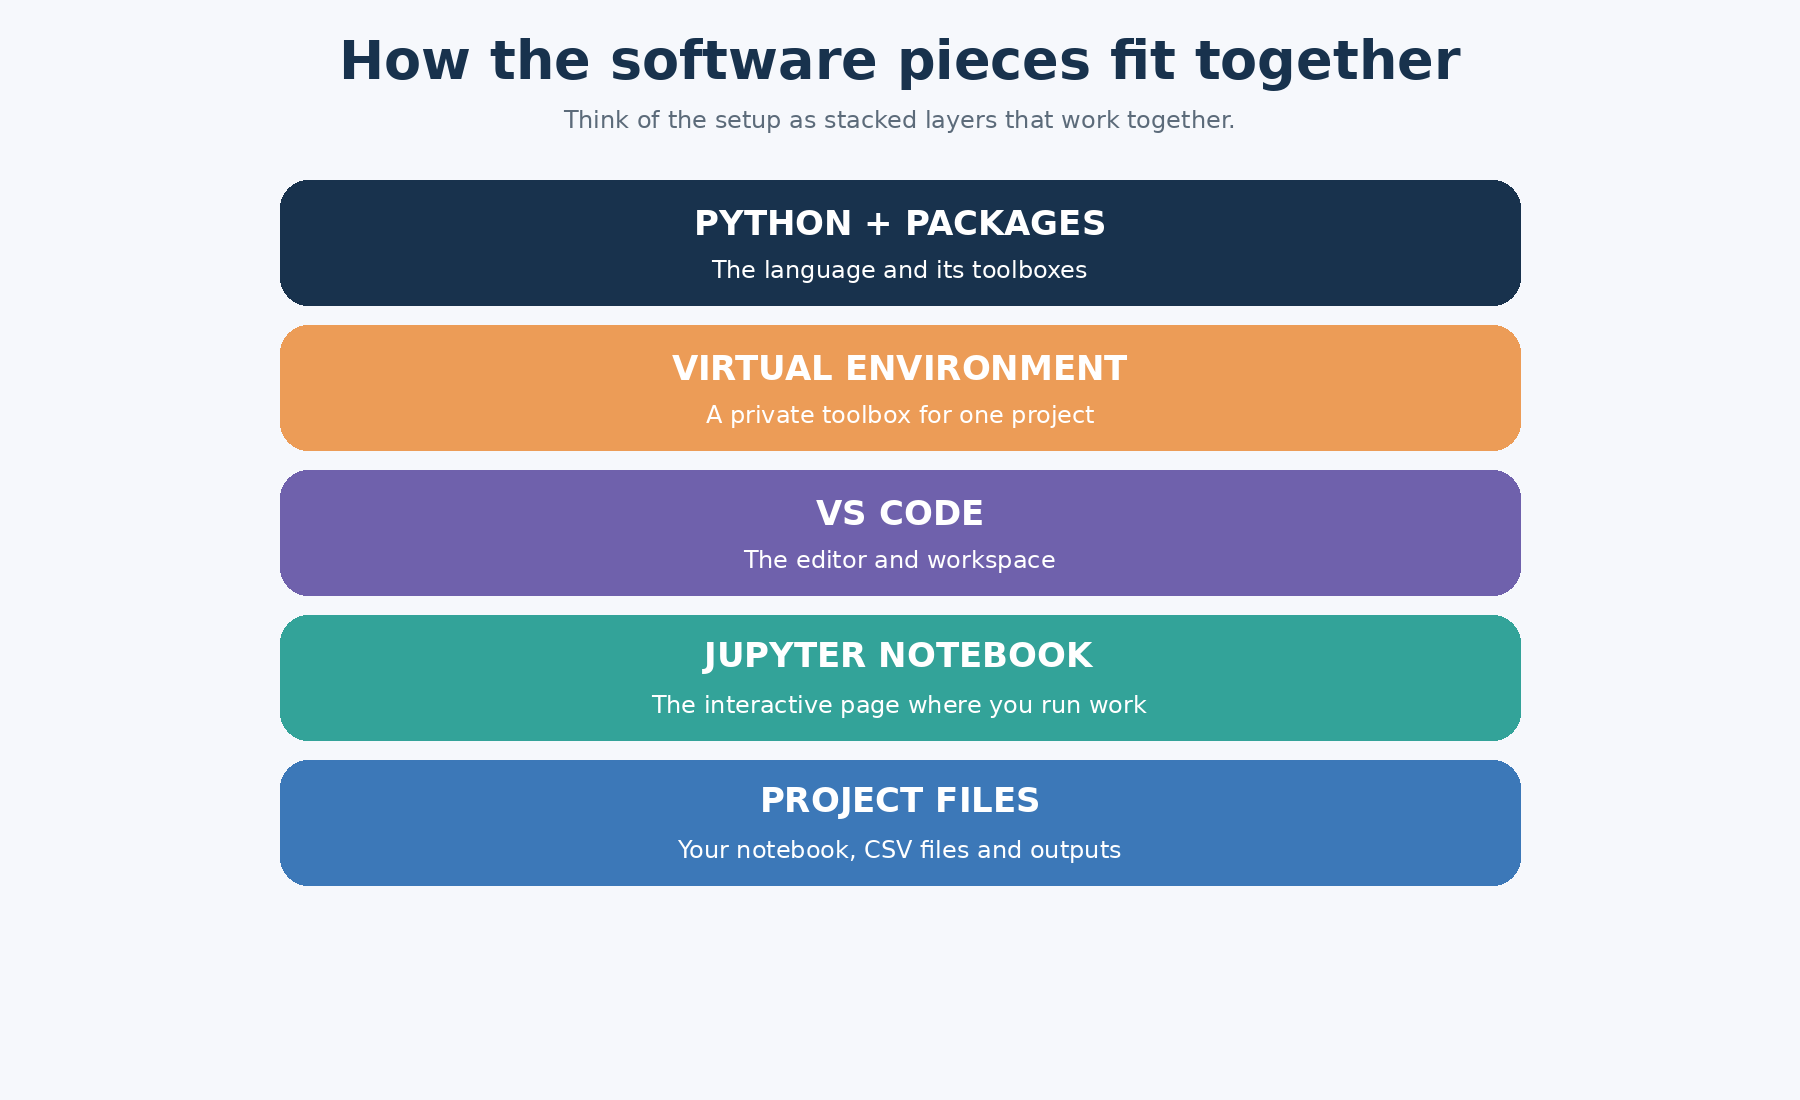 How the software pieces fit together
Think of the setup as stacked layers that work together.
PYTHON + PACKAGES
The language and its toolboxes
VIRTUAL ENVIRONMENT
A private toolbox for one project
VS CODE
The editor and workspace
JUPYTER NOTEBOOK
The interactive page where you run work
PROJECT FILES
Your notebook, CSV files and outputs